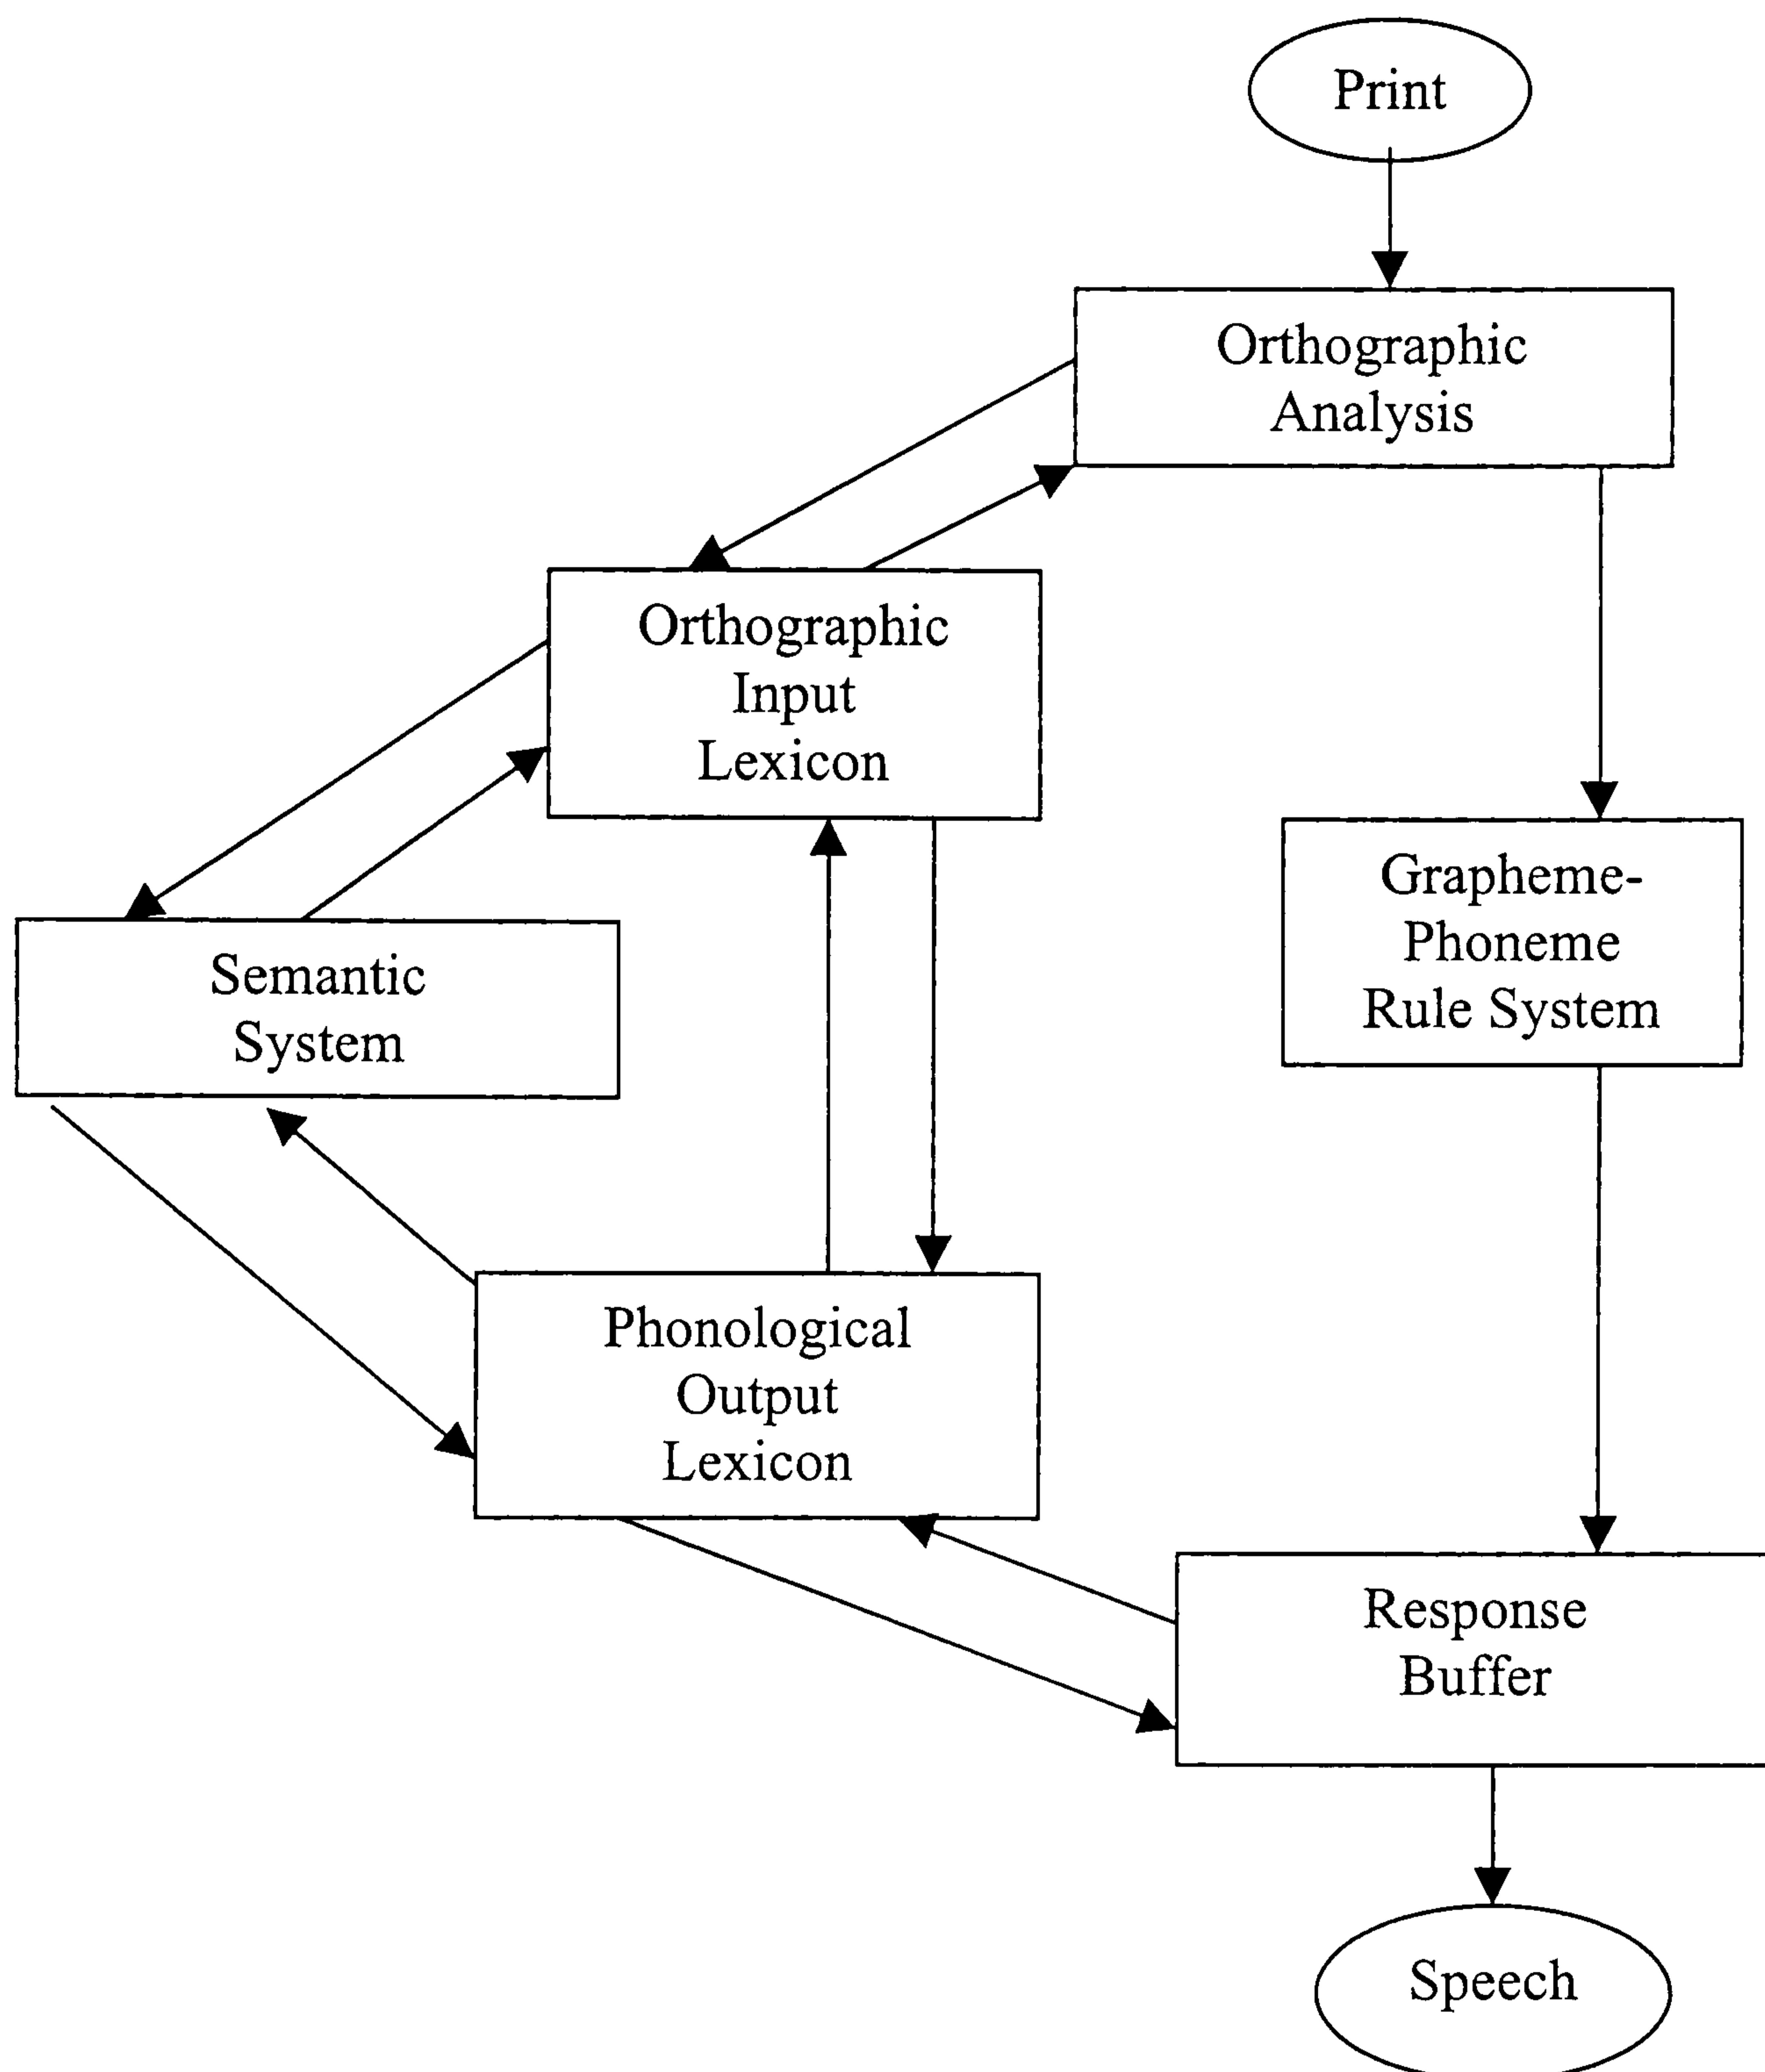 Print
Orthographic
Analysis
Orthographic
Input
Lexicon
Grapheme-
Phoneme
Rule System
Semantic
System
Phonological
Output
Lexicon
Response
Buffer
Speech